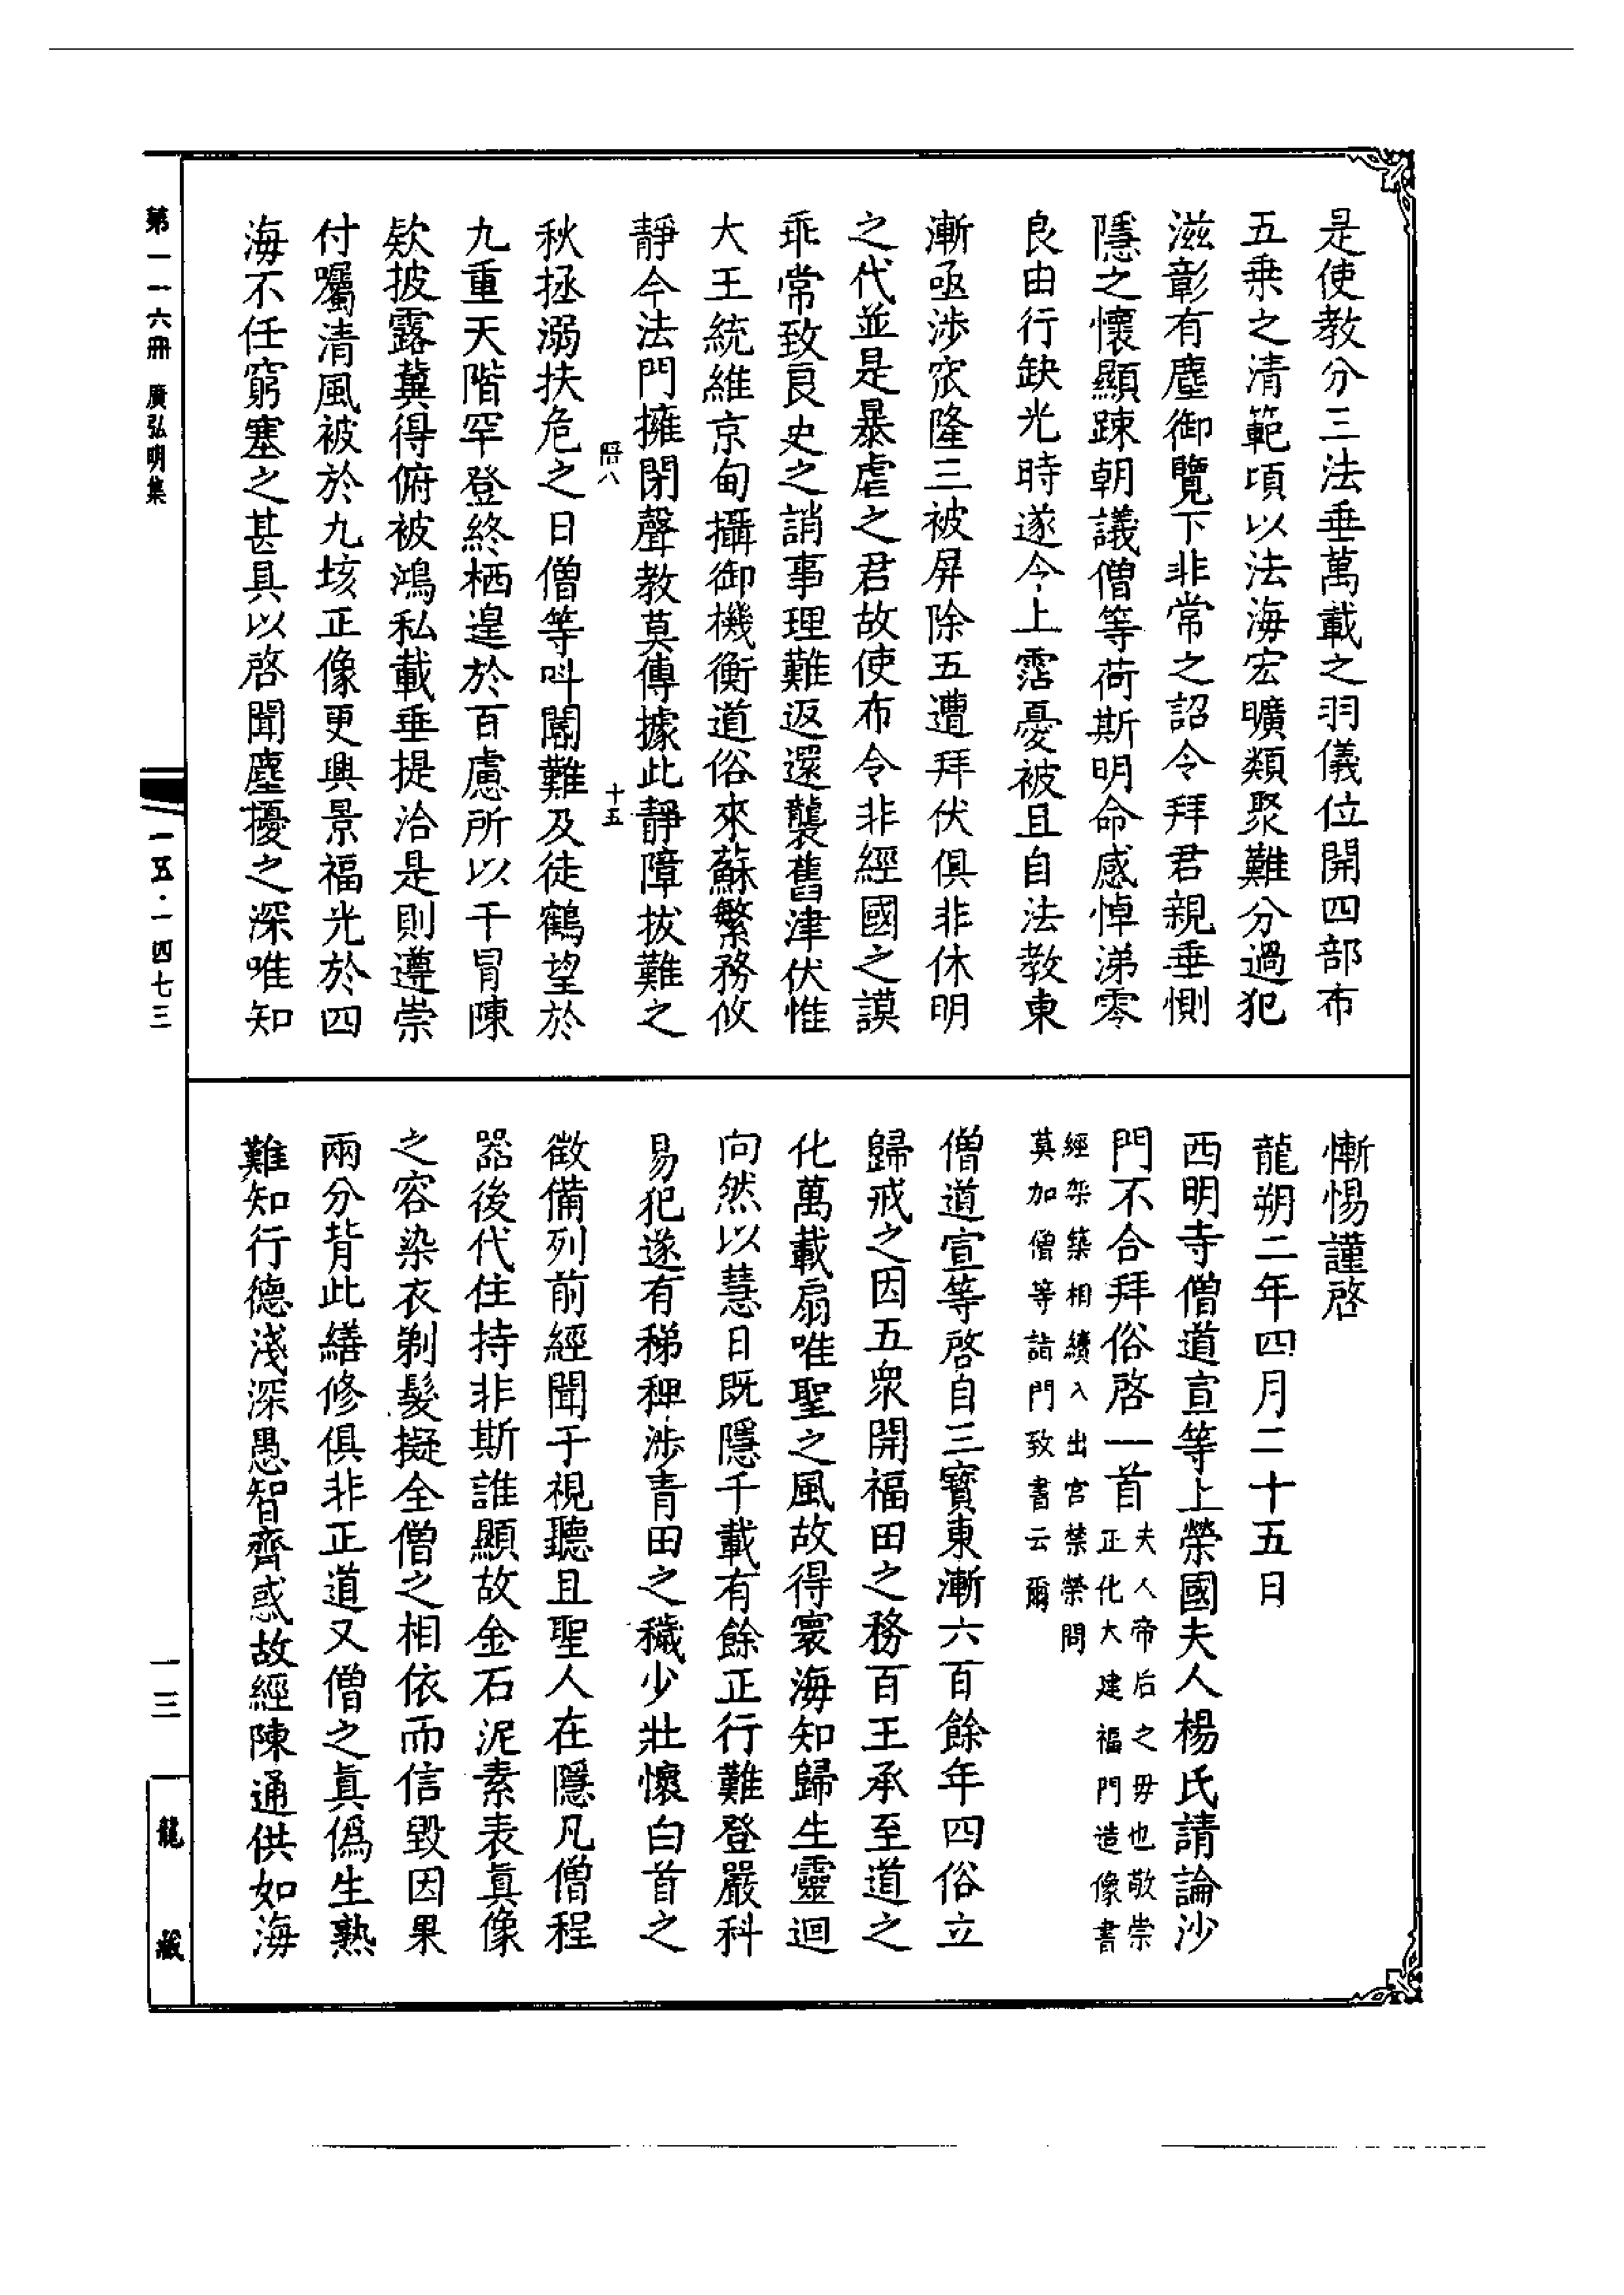 是使教分三法垂萬載之羽儀位開四部布
五乗之清範頃以法海宏曠類聚難分過犯
滋彰有塵御覽下非常之詔令拜君親垂惻
隱之懷顯踈朝議僧等荷斯明命感悼涕零
良由行缺光時遂令上霑憂被且自法教東
漸亟涉窊隆三被屏除五遭拜伏俱非休明
之代並是暴虐之君故使布令非經國之謨
乖常致良史之誚事理難返還襲舊津伏惟
大王統維京甸攝御機衡道俗來蘇繁務攸
靜今法門擁閉聲教莫傳據此靜障拔難之
十五
秋拯溺扶危之日僧等叫閽難及徒鶴望於
九重天階罕登終栖遑於百慮所以千冒陳
欵披露冀得俯被鴻私載垂提洽是則遵崇
付囑清風被於九垓正像更興景福光於四
海不任窮塞之甚具以啓聞塵擾之深唯知
慚惕謹啓
龍朔二年四月二十五日
西明寺僧道宣等上榮國夫人楊氏請論沙
門不合拜俗啓一首
夫人帝后之毋也敬崇
正化大建福門造像書
經架築相續入出宮禁榮問
莫加僧等詣門致書云爾
僧道宣等啓自三寶東漸六百餘年四俗立
歸戒之因五衆開福田之務百王承至道之
化萬載扇唯聖之風故得寰海知歸生靈迴
向然以慧日既隱千載有餘正行難登嚴科
易犯遂有稊稗涉青田之穢少壯懷白首之
徵備列前經聞于視聽且聖人在隱凡僧程
器後代住持非斯誰顯故金石泥素表真像
之容染衣剃髮擬全僧之相依而信毀因果
兩分背此繕修俱非正道又僧之真僞生熟
難知行德淺深愚智齊惑故經陳通供如海
第一一六冊 廣弘明集
一五·一四七三
一三
龍藏